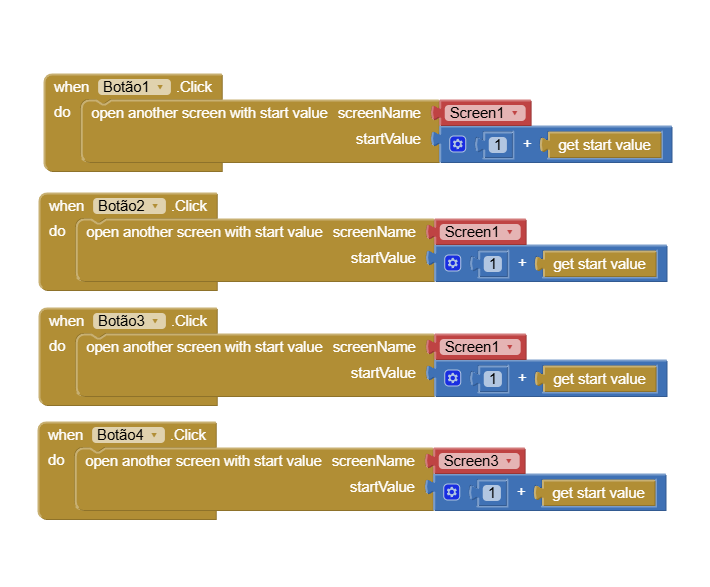 when Botão1 .Click
do open another screen with start value screenName Screen1
startValue 1 + get start value
when Botão2 .Click
do open another screen with start value screenName Screen1
startValue 1 + get start value
when Botão3 .Click
do open another screen with start value screenName Screen1
startValue 1 + get start value
when Botão4 .Click
do open another screen with start value screenName Screen3
startValue 1 + get start value